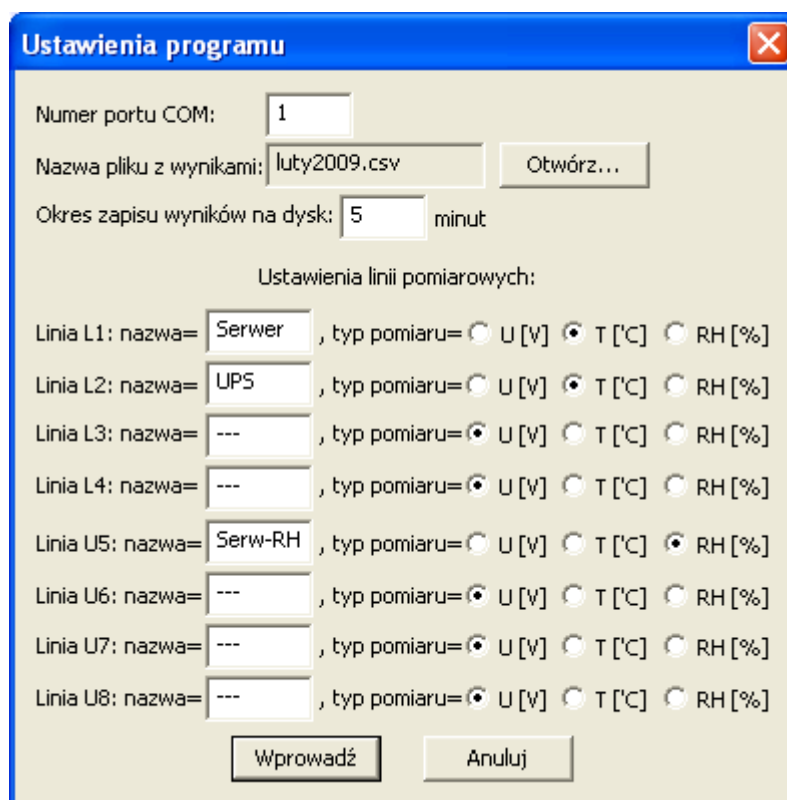 Ustawienia programu
Numer portu COM: 1
Nazwa pliku z wynikami: luty2009.csv Otwórz...
Okres zapisu wyników na dysk: 5 minut
Ustawienia linii pomiarowych:
Linia L1: nazwa= Serwer , typ pomiaru= U [V] T ['C] RH [%]
Linia L2: nazwa= UPS , typ pomiaru= U [V] T ['C] RH [%]
Linia L3: nazwa= --- , typ pomiaru= U [V] T ['C] RH [%]
Linia L4: nazwa= --- , typ pomiaru= U [V] T ['C] RH [%]
Linia U5: nazwa= Serw-RH , typ pomiaru= U [V] T ['C] RH [%]
Linia U6: nazwa= --- , typ pomiaru= U [V] T ['C] RH [%]
Linia U7: nazwa= --- , typ pomiaru= U [V] T ['C] RH [%]
Linia U8: nazwa= --- , typ pomiaru= U [V] T ['C] RH [%]
Wprowadź Anuluj